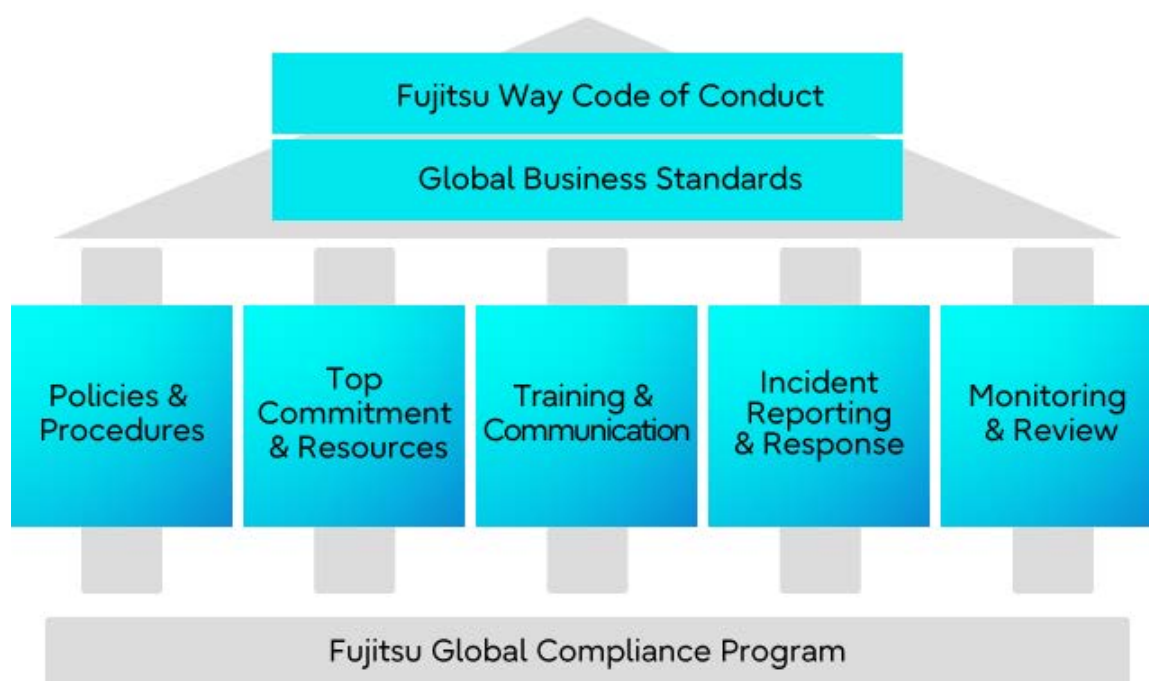 Fujitsu Way Code of Conduct
Global Business Standards
Policies &
Procedures
Top
Commitment
& Resources
Training &
Communication
Incident
Reporting
& Response
Monitoring
& Review
Fujitsu Global Compliance Program